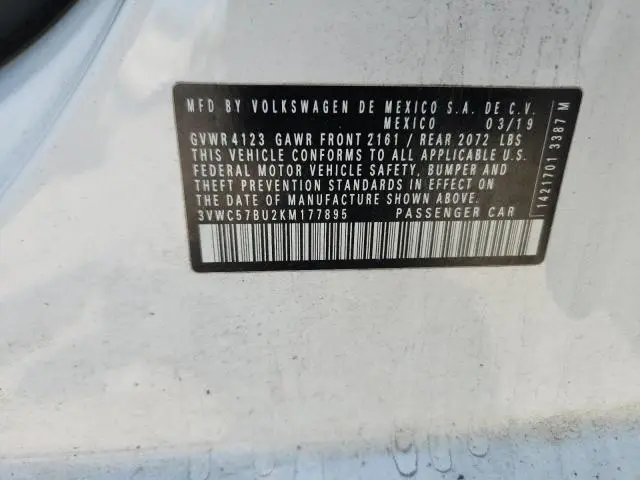 MFD BY VOLKSWAGEN DE MEXICO S.A. DE C.V.
MEXICO 03/19
GVWR 4123 GAWR FRONT 2161 / REAR 2072 LBS
THIS VEHICLE CONFORMS TO ALL APPLICABLE U.S.
FEDERAL MOTOR VEHICLE SAFETY, BUMPER AND
THEFT PREVENTION STANDARDS IN EFFECT ON
THE DATE OF MANUFACTURE SHOWN ABOVE.
3VWC57BU2KM177895 PASSENGER CAR
1421701 3387 M